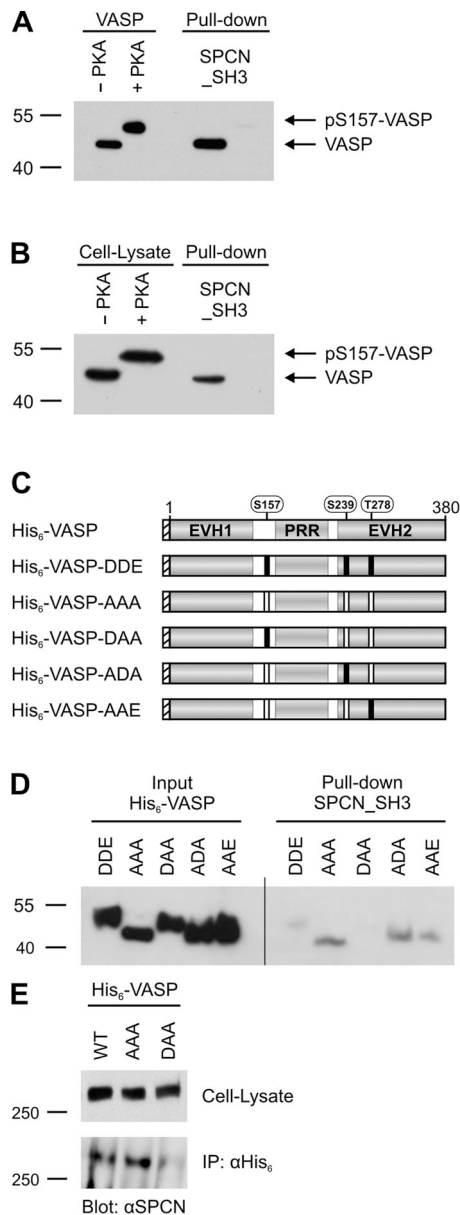 A
VASP Pull-down
– PKA
+ PKA
SPCN
_SH3
55
40
pS157-VASP
VASP
B
Cell-Lysate Pull-down
– PKA
+ PKA
SPCN
_SH3
55
40
pS157-VASP
VASP
C
1 S157 S239 T278 380
His₆-VASP EVH1 PRR EVH2
His₆-VASP-DDE
His₆-VASP-AAA
His₆-VASP-DAA
His₆-VASP-ADA
His₆-VASP-AAE
D
Input Pull-down
His₆-VASP SPCN_SH3
DDE AAA DAA ADA AAE DDE AAA DAA ADA AAE
55
40
E
His₆-VASP
WT AAA DAA
250 Cell-Lysate
250 IP: αHis₆
Blot: αSPCN